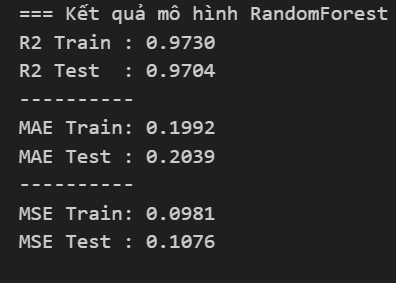 === Kết quả mô hình RandomForest
R2 Train : 0.9730
R2 Test  : 0.9704
----------
MAE Train: 0.1992
MAE Test : 0.2039
----------
MSE Train: 0.0981
MSE Test : 0.1076